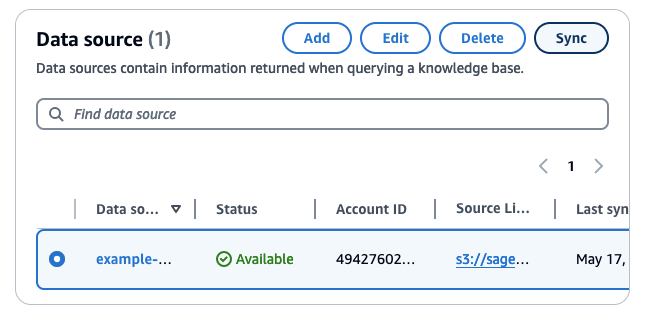 Data source (1) Add Edit Delete Sync
Data sources contain information returned when querying a knowledge base.
Find data source
1
Data so... Status Account ID Source Li... Last syn
example-... Available 49427602... s3://sage... May 17,